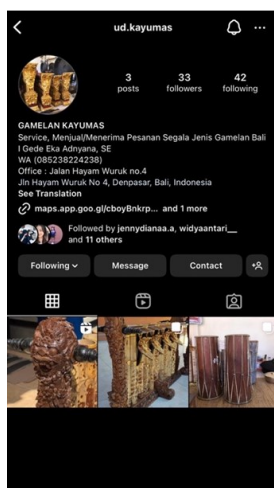 ud.kayumas
3 33 42
posts followers following
GAMELAN KAYUMAS
Service, Menjual/Menerima Pesanan Segala Jenis Gamelan Bali
I Gede Eka Adnyana, SE
WA (085238224238)
Office : Jalan Hayam Wuruk no.4
Jln Hayam Wuruk No 4, Denpasar, Bali, Indonesia
See Translation
maps.app.goo.gl/cboyBnkrp... and 1 more
Followed by jennydianaa.a, widyaantari__
and 11 others
Following Message Contact